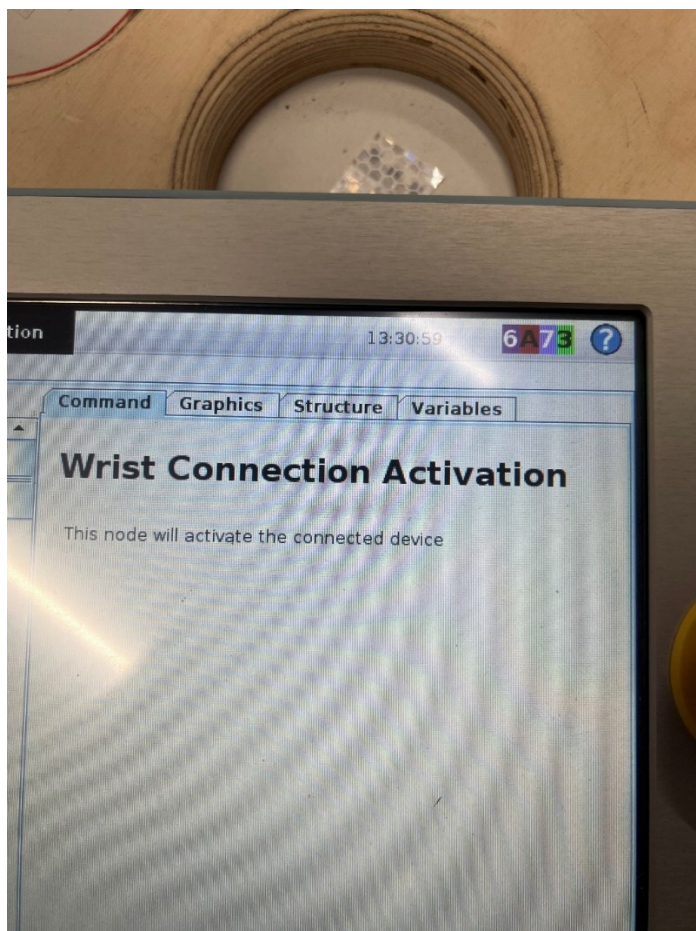 tion
13:30:59
6A73
?
Command Graphics Structure Variables
Wrist Connection Activation
This node will activate the connected device